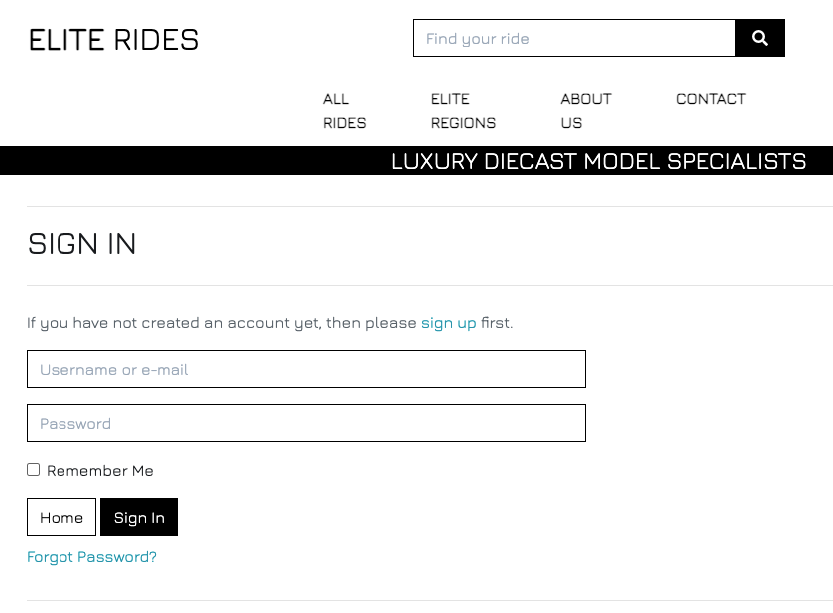 ELITE RIDES
Find your ride
ALL
RIDES
ELITE
REGIONS
ABOUT
US
CONTACT
LUXURY DIECAST MODEL SPECIALISTS
SIGN IN
If you have not created an account yet, then please sign up first.
Username or e-mail
Password
Remember Me
Home
Sign In
Forgot Password?